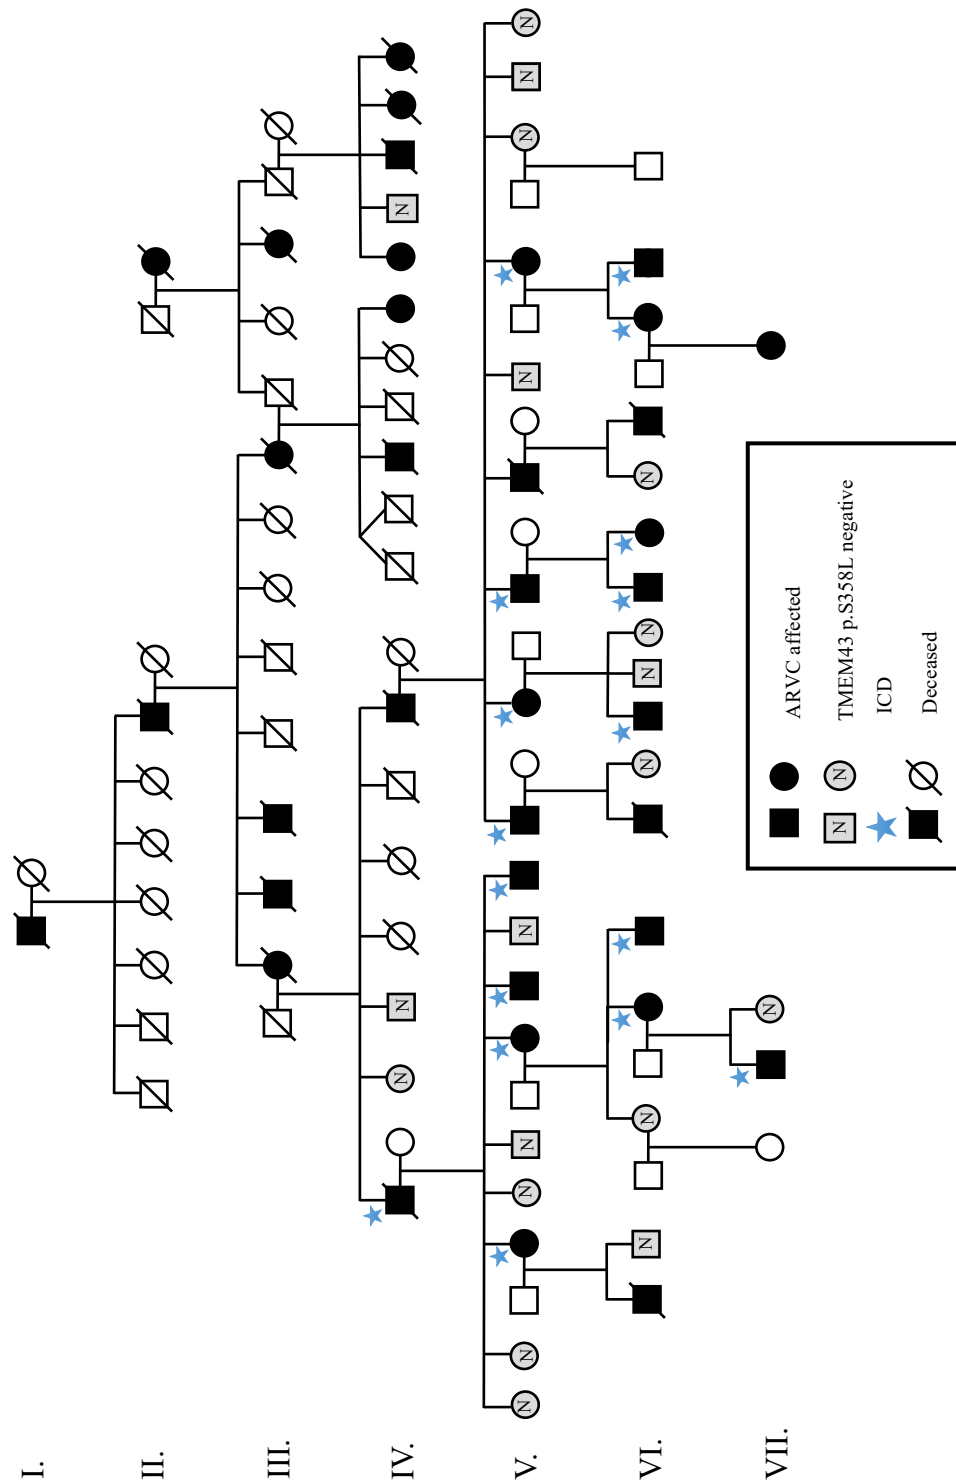 I.
II.
III.
IV. N N N
V. N N N N N N N N N
VI. N N N N N N
VII. N
ARVC affected
N N TMEM43 p.S358L negative
ICD
Deceased